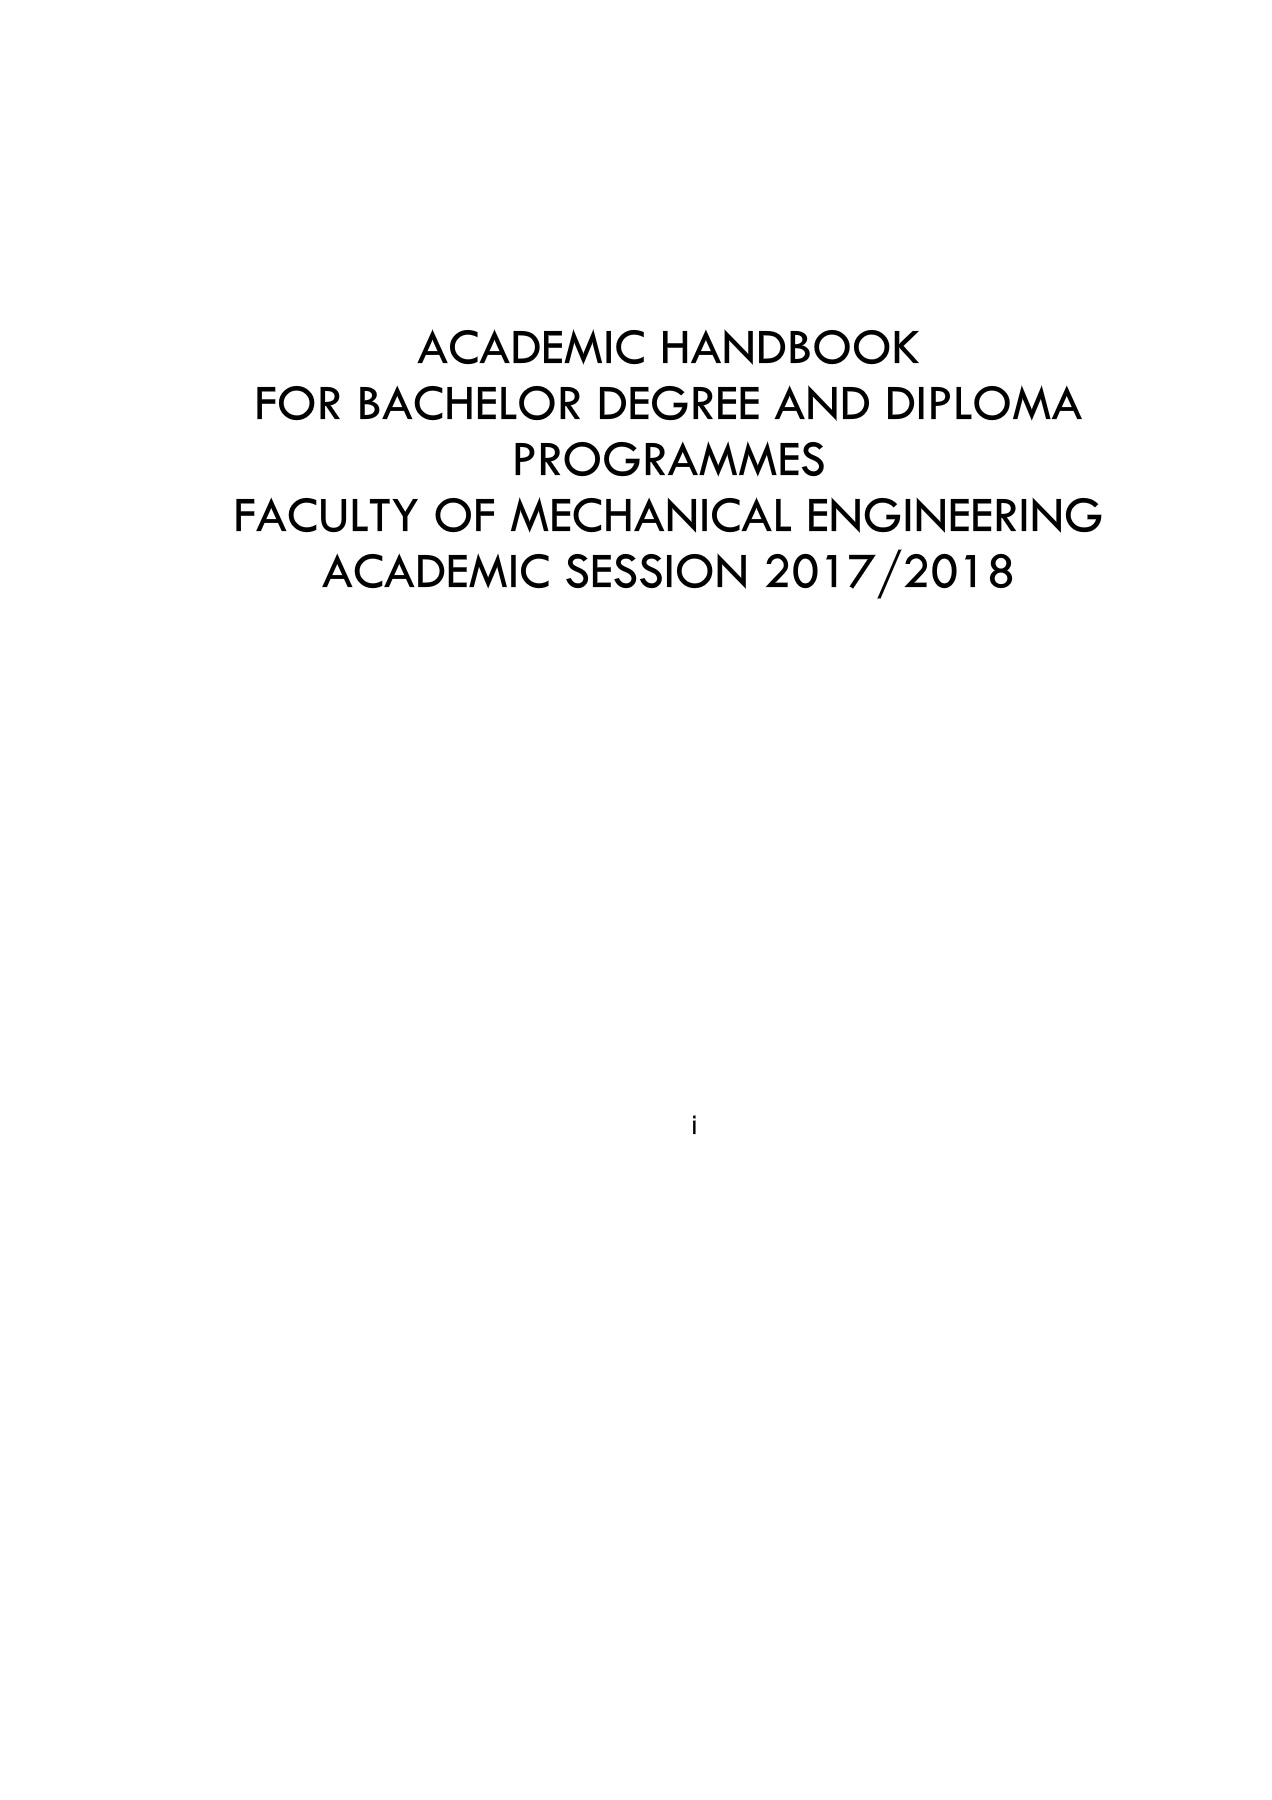 ACADEMIC HANDBOOK
FOR BACHELOR DEGREE AND DIPLOMA
PROGRAMMES
FACULTY OF MECHANICAL ENGINEERING
ACADEMIC SESSION 2017/2018
i